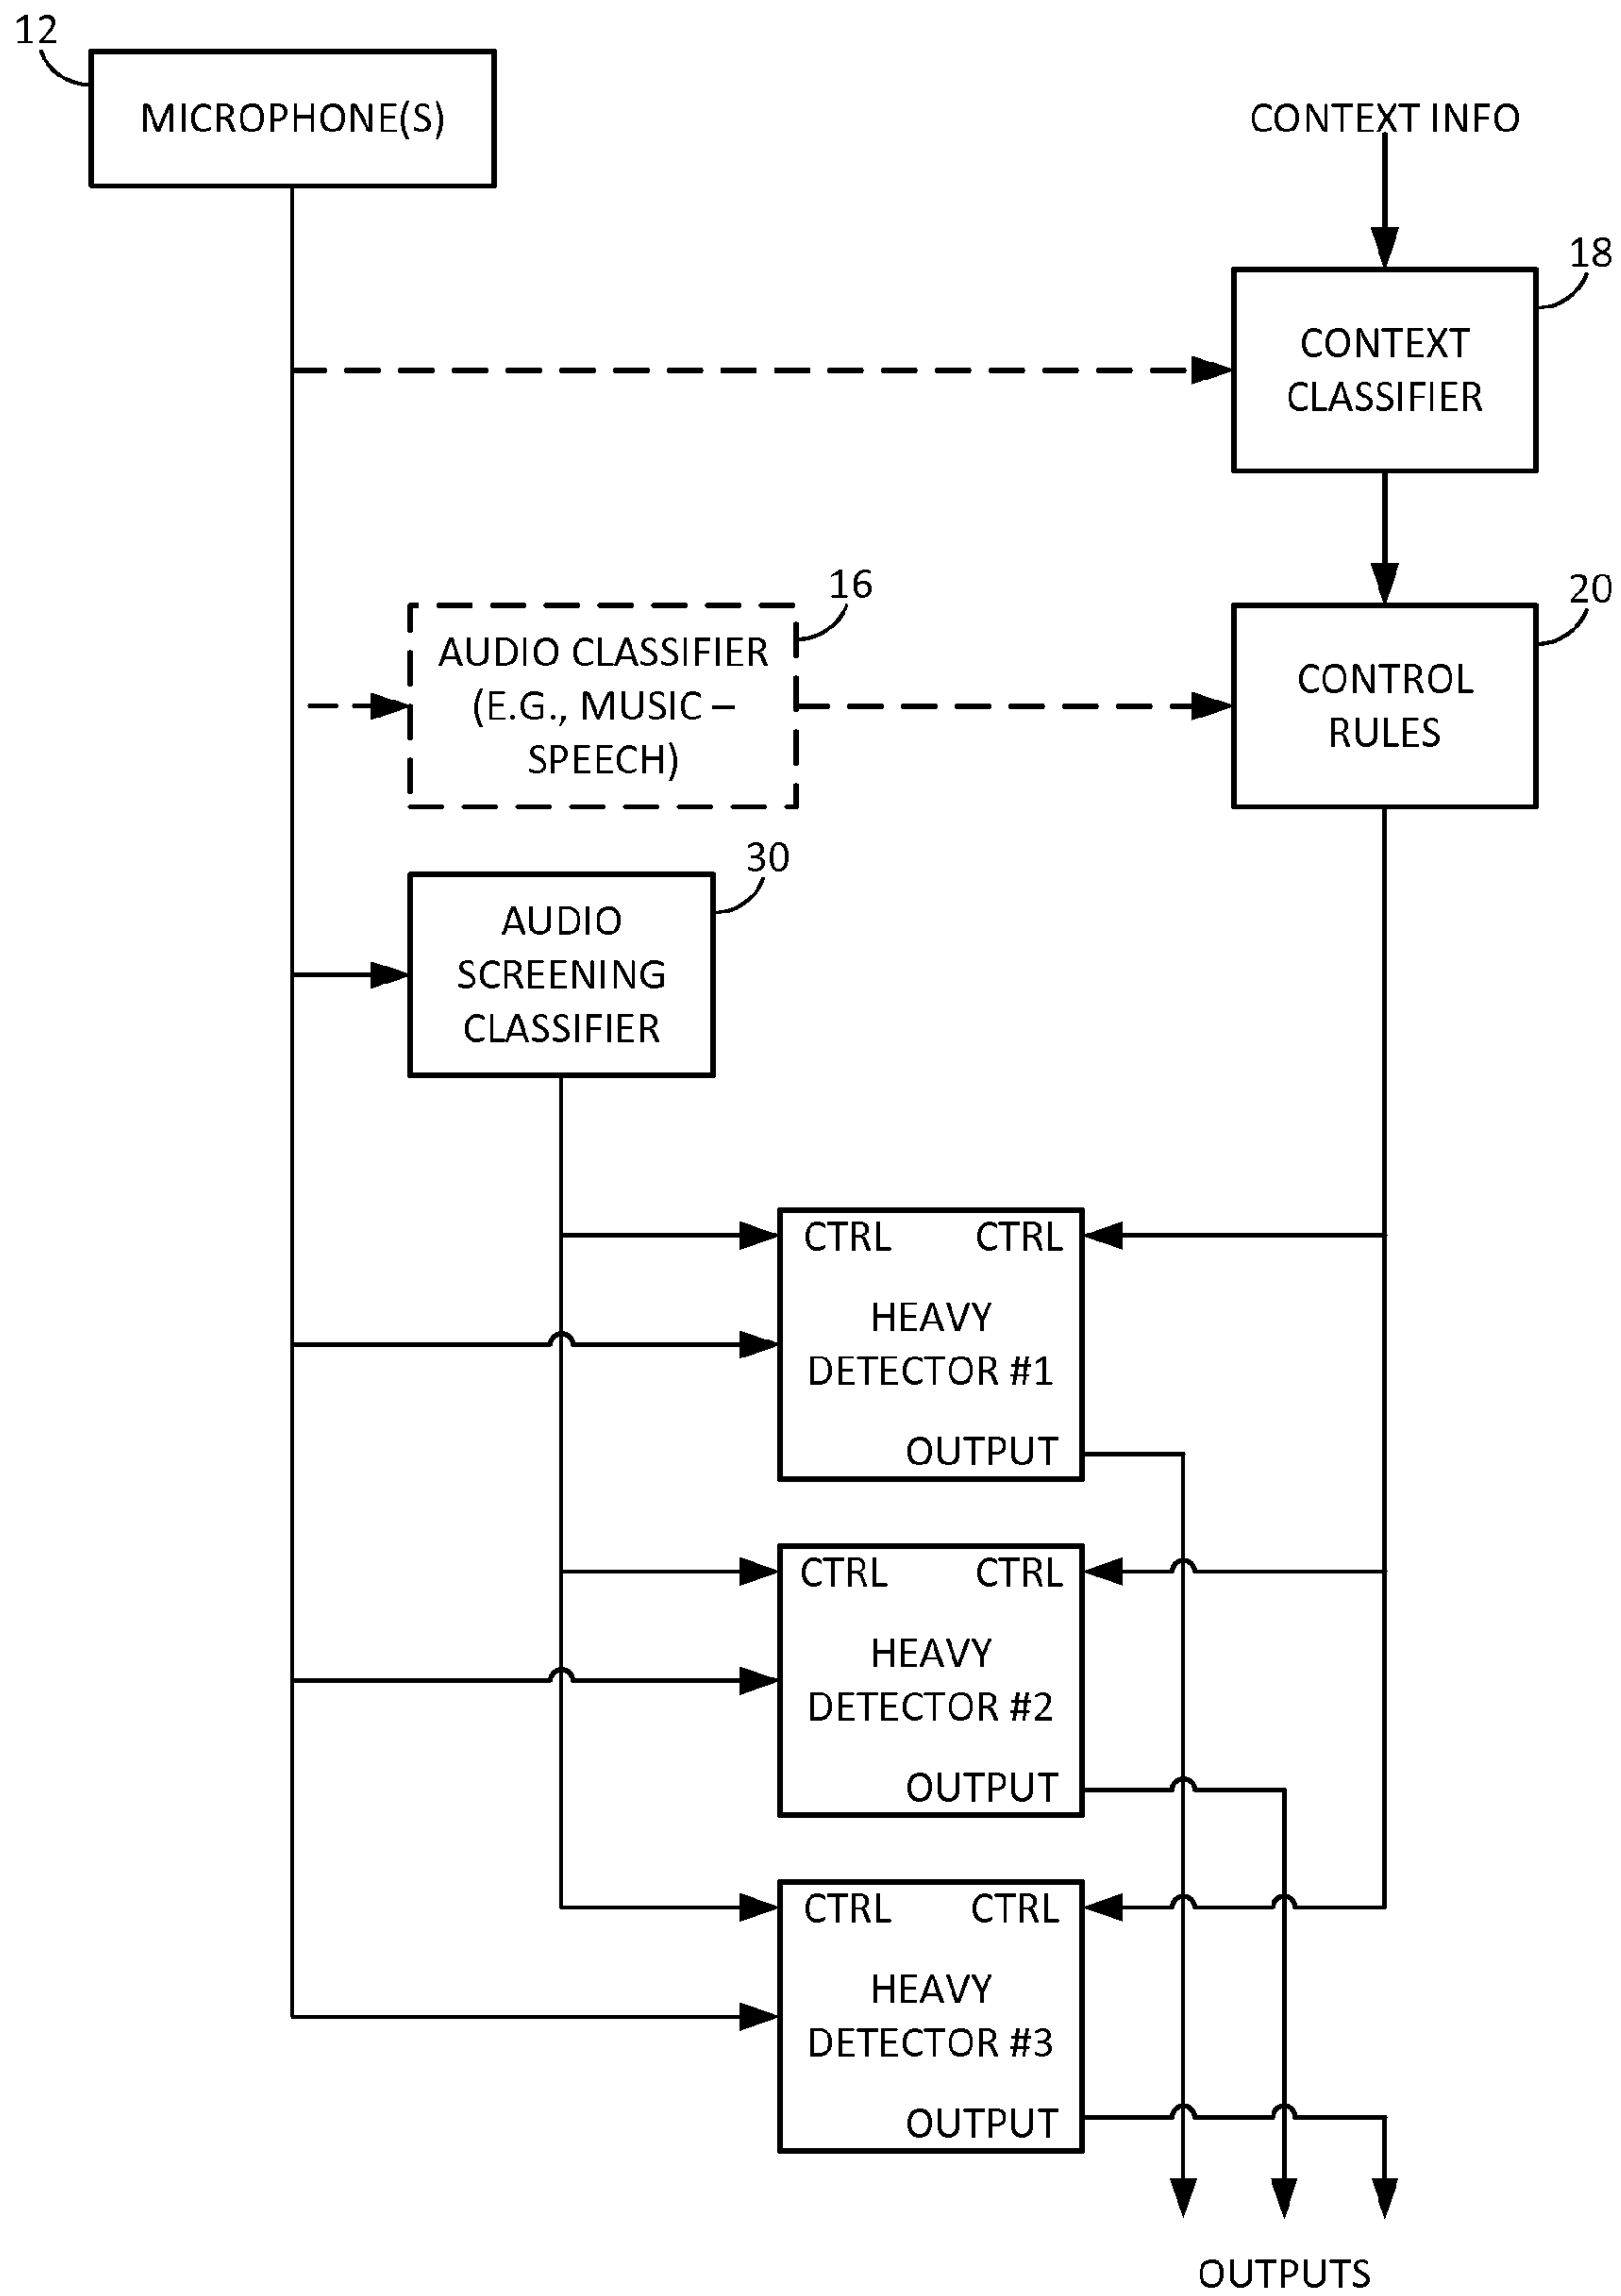 12
MICROPHONE(S)
CONTEXT INFO
18
CONTEXT
CLASSIFIER
16
AUDIO CLASSIFIER
(E.G., MUSIC –
SPEECH)
20
CONTROL
RULES
30
AUDIO
SCREENING
CLASSIFIER
CTRL CTRL
HEAVY
DETECTOR #1
OUTPUT
CTRL CTRL
HEAVY
DETECTOR #2
OUTPUT
CTRL CTRL
HEAVY
DETECTOR #3
OUTPUT
OUTPUTS